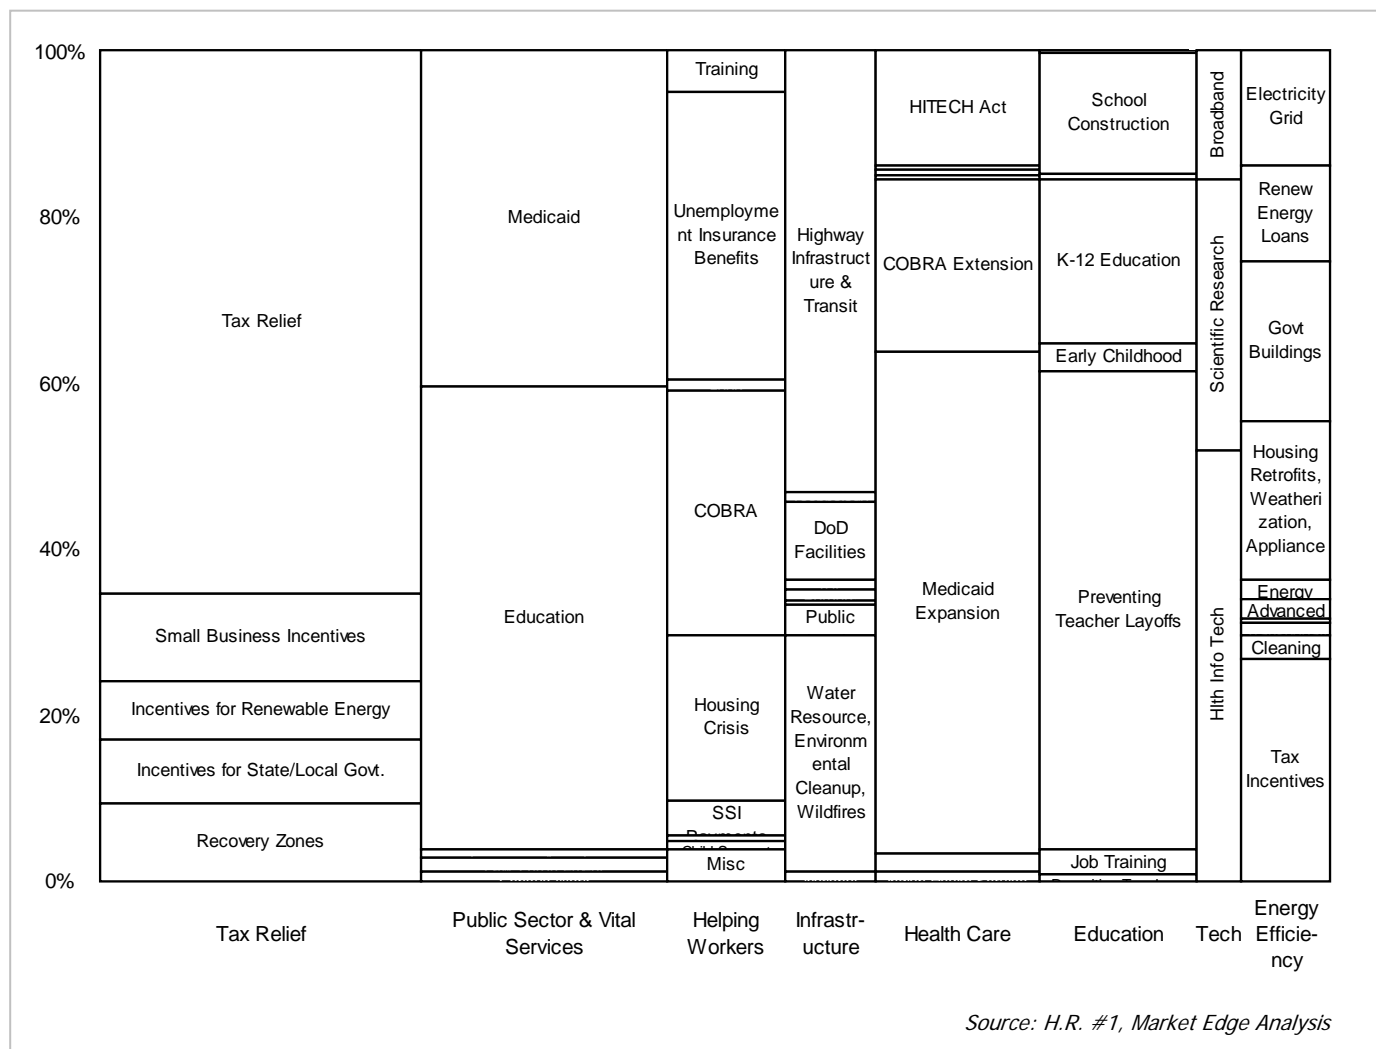 100%
80%
60%
40%
20%
0%
Tax Relief
Small Business Incentives
Incentives for Renewable Energy
Incentives for State/Local Govt.
Recovery Zones
Medicaid
Education
Training
Unemployme
nt Insurance
Benefits
COBRA
Housing
Crisis
SSI
Misc
Highway
Infrastruct
ure &
Transit
DoD
Facilities
Public
Water
Resource,
Environm
ental
Cleanup,
Wildfires
HITECH Act
COBRA Extension
Medicaid
Expansion
School
Construction
K-12 Education
Early Childhood
Preventing
Teacher Layoffs
Job Training
Broadband
Scientific Research
Hlth Info Tech
Electricity
Grid
Renew
Energy
Loans
Govt
Buildings
Housing
Retrofits,
Weatheri
zation,
Appliance
Energy
Advanced
Cleaning
Tax
Incentives
Tax Relief
Public Sector & Vital
Services
Helping
Workers
Infrastr-
ucture
Health Care
Education
Tech
Energy
Efficie-
ncy
Source: H.R. #1, Market Edge Analysis